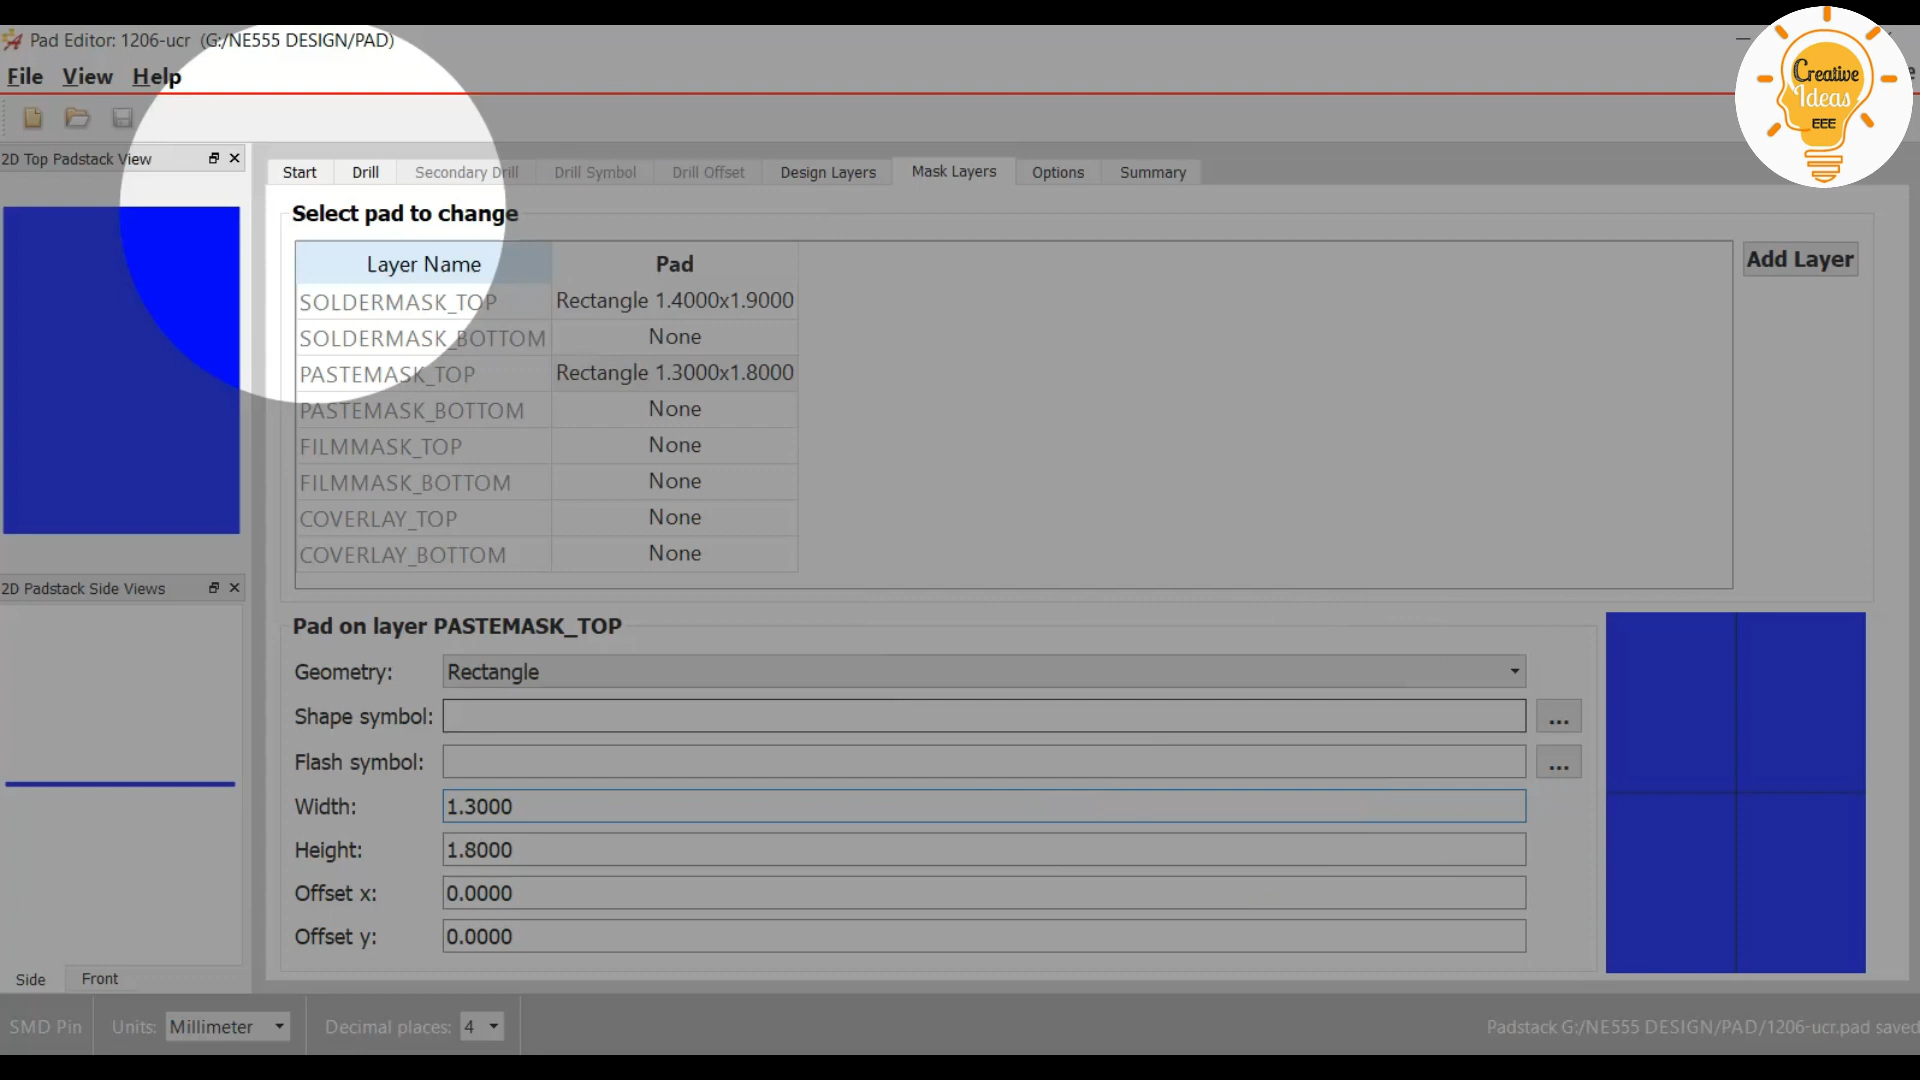 Pad Editor: 1206-ucr (G:/NE555 DESIGN/PAD)
File View Help
Creative
Ideas
EEE
2D Top Padstack View
Start Drill Secondary Drill Drill Symbol Drill Offset Design Layers Mask Layers Options Summary
Select pad to change
Layer Name Pad
Add Layer
SOLDERMASK_TOP Rectangle 1.4000x1.9000
SOLDERMASK_BOTTOM None
PASTEMASK_TOP Rectangle 1.3000x1.8000
PASTEMASK_BOTTOM None
FILMMASK_TOP None
FILMMASK_BOTTOM None
COVERLAY_TOP None
COVERLAY_BOTTOM None
2D Padstack Side Views
Pad on layer PASTEMASK_TOP
Geometry: Rectangle
Shape symbol: ...
Flash symbol: ...
Width: 1.3000
Height: 1.8000
Offset x: 0.0000
Offset y: 0.0000
Side Front
SMD Pin Units: Millimeter Decimal places: 4 Padstack G:/NE555 DESIGN/PAD/1206-ucr.pad saved